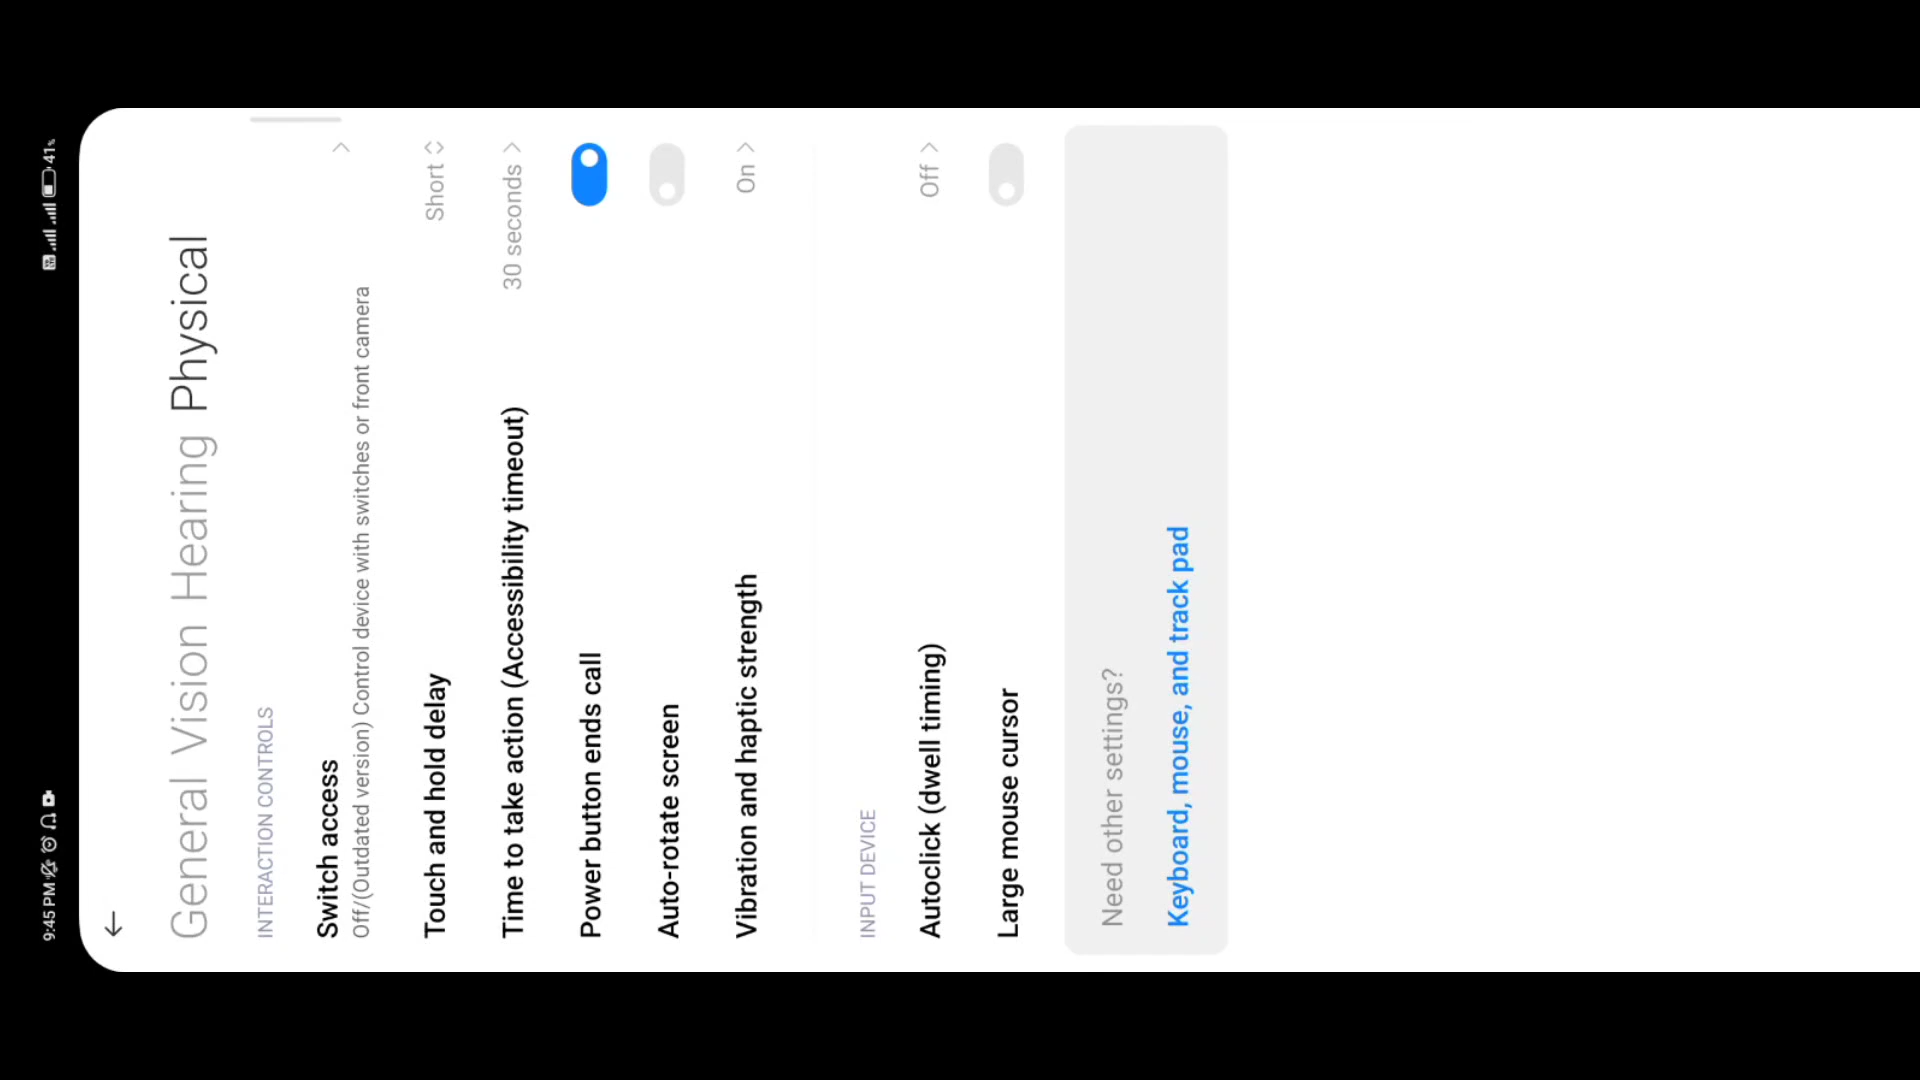 9:45 PM
41%
General Vision Hearing Physical
INTERACTION CONTROLS
Switch access
Off/(Outdated version) Control device with switches or front camera
Touch and hold delay
Short
Time to take action (Accessibility timeout)
30 seconds
Power button ends call
Auto-rotate screen
Vibration and haptic strength
On
INPUT DEVICE
Autoclick (dwell timing)
Off
Large mouse cursor
Need other settings?
Keyboard, mouse, and track pad